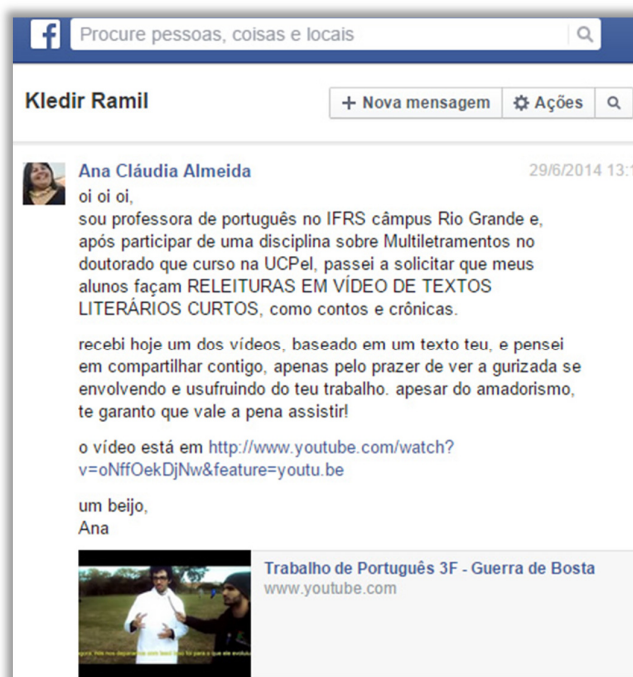 f Procure pessoas, coisas e locais
Kledir Ramil
+ Nova mensagem Ações
Ana Cláudia Almeida 29/6/2014 13:1
oi oi oi,
sou professora de português no IFRS câmpus Rio Grande e,
após participar de uma disciplina sobre Multiletramentos no
doutorado que curso na UCPel, passei a solicitar que meus
alunos façam RELEITURAS EM VÍDEO DE TEXTOS
LITERÁRIOS CURTOS, como contos e crônicas.
recebi hoje um dos vídeos, baseado em um texto teu, e pensei
em compartilhar contigo, apenas pelo prazer de ver a gurizada se
envolvendo e usufruindo do teu trabalho. apesar do amadorismo,
te garanto que vale a pena assistir!
o vídeo está em http://www.youtube.com/watch?
v=oNffOekDjNw&feature=youtu.be
um beijo,
Ana
Trabalho de Português 3F - Guerra de Bosta
www.youtube.com